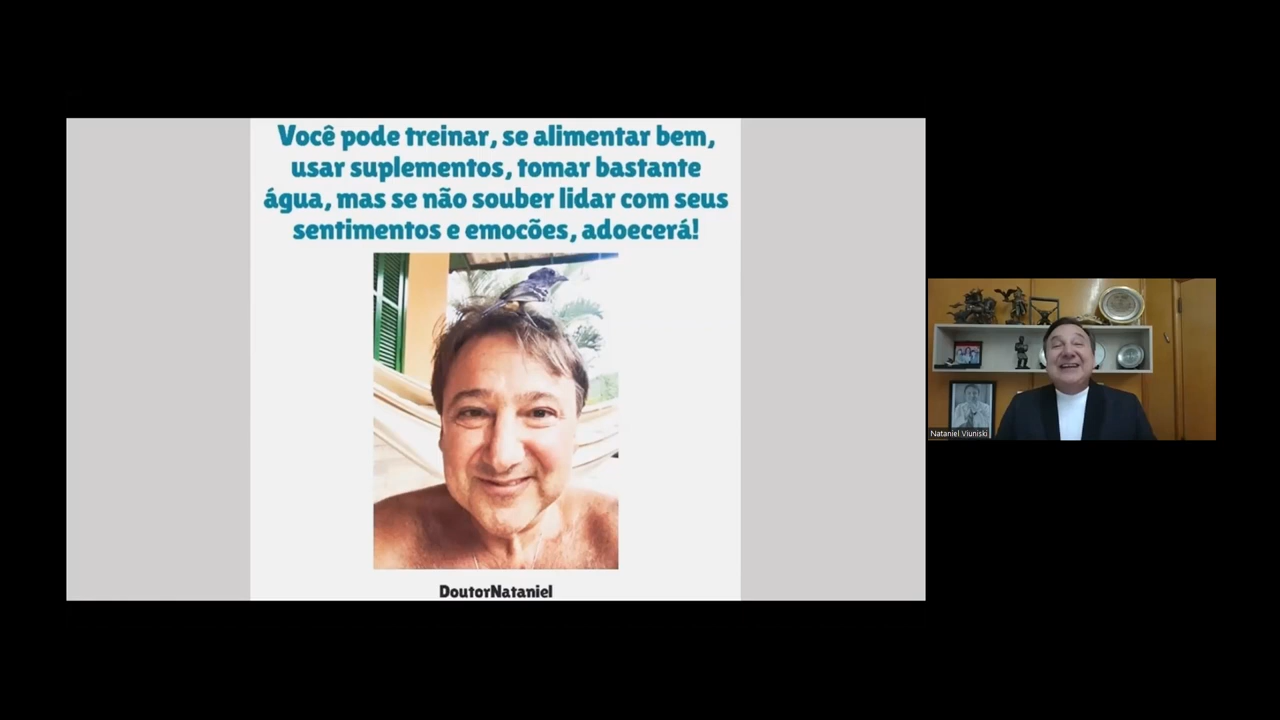 Você pode treinar, se alimentar bem,
usar suplementos, tomar bastante
água, mas se não souber lidar com seus
sentimentos e emocões, adoecerá!
DoutorNataniel
Nataniel Viuniski